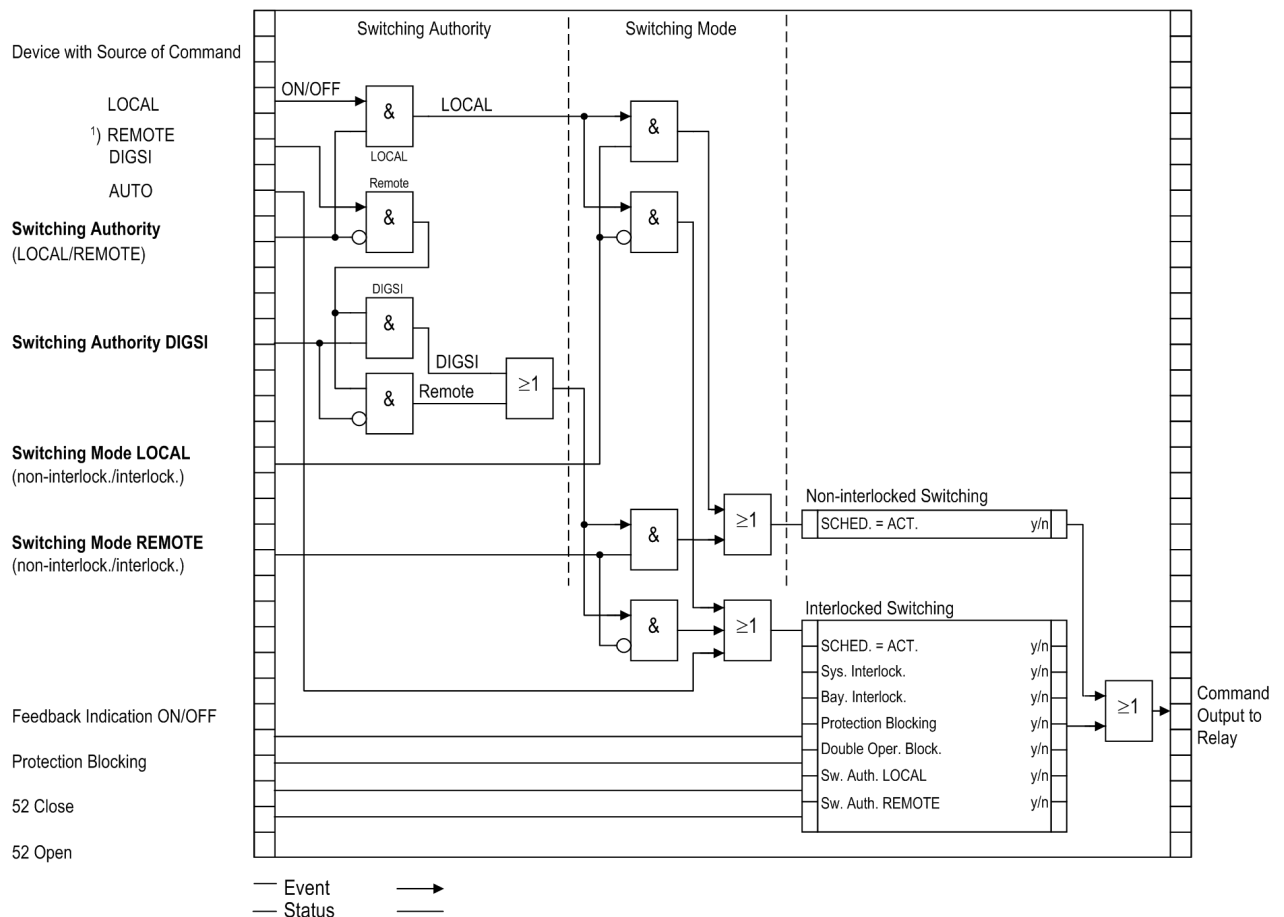 Switching Authority
Switching Mode
Device with Source of Command
ON/OFF
LOCAL
&
LOCAL
LOCAL
&
¹) REMOTE
DIGSI
AUTO
Remote
&
&
Switching Authority
(LOCAL/REMOTE)
DIGSI
&
Switching Authority DIGSI
DIGSI
≥1
&
Remote
Switching Mode LOCAL
(non-interlock./interlock.)
Non-interlocked Switching
&
≥1
SCHED. = ACT. y/n
Switching Mode REMOTE
(non-interlock./interlock.)
Interlocked Switching
&
≥1
SCHED. = ACT. y/n
Sys. Interlock. y/n
Bay. Interlock. y/n
Protection Blocking y/n
Double Oper. Block. y/n
Sw. Auth. LOCAL y/n
Sw. Auth. REMOTE y/n
≥1
Command
Output to
Relay
Feedback Indication ON/OFF
Protection Blocking
52 Close
52 Open
Event
Status